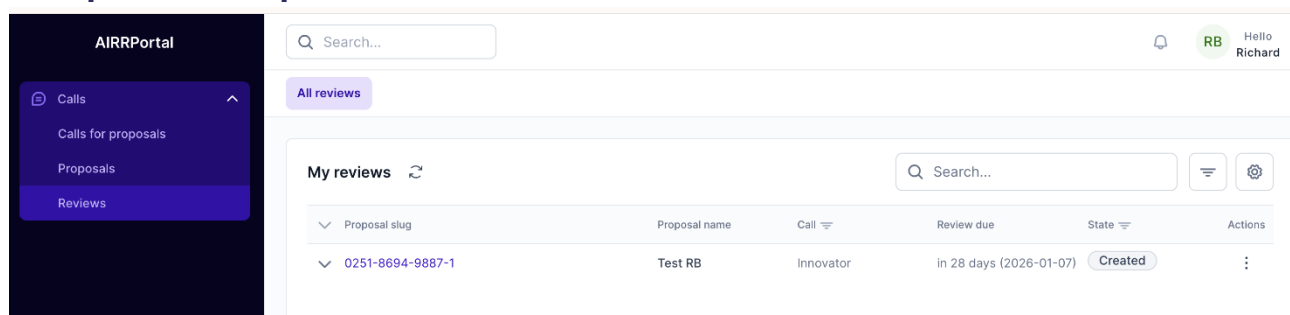 AIRRPortal
Search...
RB
Hello
Richard
Calls
Calls for proposals
Proposals
Reviews
All reviews
My reviews
Search...
Proposal slug Proposal name Call Review due State Actions
0251-8694-9887-1 Test RB Innovator in 28 days (2026-01-07) Created